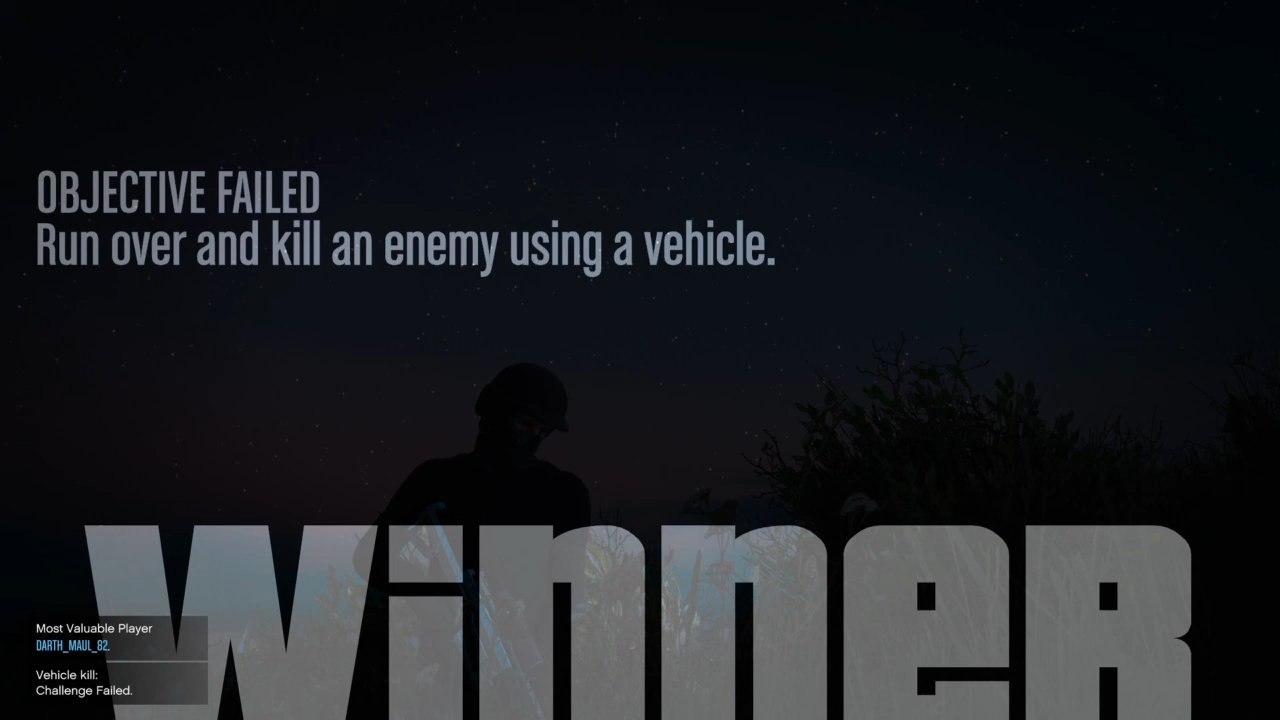 OBJECTIVE FAILED
Run over and kill an enemy using a vehicle.
WinneR
Most Valuable Player
DARTH_MAUL_82.
Vehicle kill:
Challenge Failed.